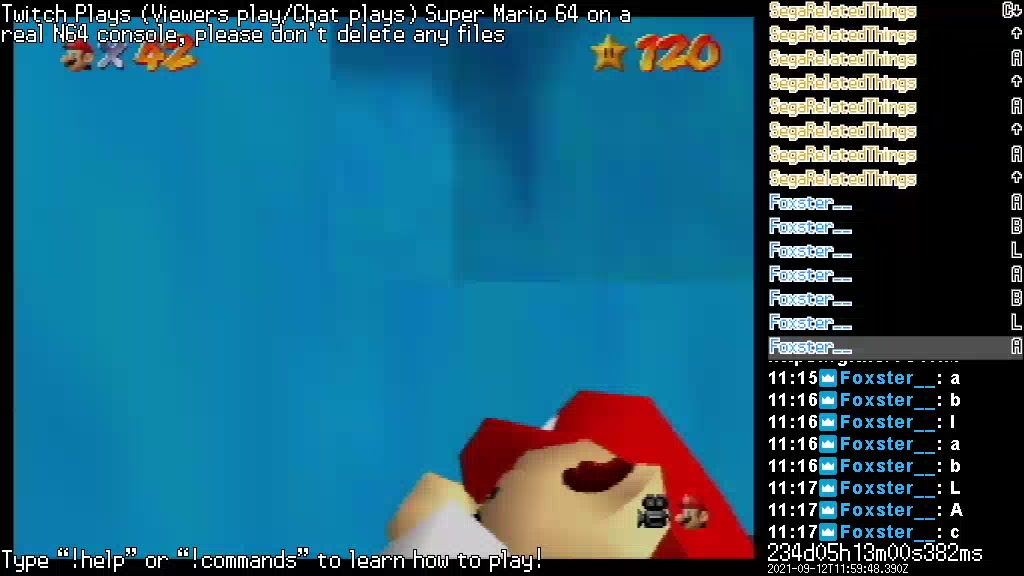 Twitch Plays (Viewers play/Chat plays) Super Mario 64 on a
real N64 console, please don't delete any files
x 42
120
SegaRelatedThings C↓
SegaRelatedThings ↑
SegaRelatedThings A
SegaRelatedThings ↑
SegaRelatedThings A
SegaRelatedThings ↑
SegaRelatedThings A
SegaRelatedThings ↑
Foxster__ A
Foxster__ B
Foxster__ L
Foxster__ A
Foxster__ B
Foxster__ L
Foxster__ A
11:15 Foxster__: a
11:16 Foxster__: b
11:16 Foxster__: l
11:16 Foxster__: a
11:16 Foxster__: b
11:17 Foxster__: L
11:17 Foxster__: A
11:17 Foxster__: c
Type "!help" or "!commands" to learn how to play!
234d05h13m00s382ms
2021-09-12T11:59:48.390Z